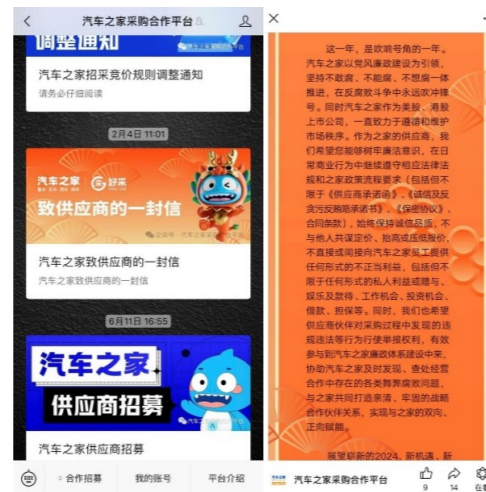 汽车之家采购合作平台
调整通知
汽车之家招采竞价规则调整通知
请务必仔细阅读
2月4日 11:01
汽车之家
好采
致供应商的一封信
公众号·汽车之家采购合作平台
汽车之家致供应商的一封信
汽车之家致供应商的一封信
6月11日 16:55
汽车之家
供应商招募
汽车之家供应商招募
合作招募
我的账号
平台介绍
这一年，是吹响号角的一年。
汽车之家以党风廉政建设为引领，
坚持不敢腐、不能腐、不想腐一体
推进，在反腐败斗争中永远吹冲锋
号。同时汽车之家作为美股、港股
上市公司，一直致力于遵循和维护
市场秩序。作为之家的供应商，我
们希望您能够树牢廉洁意识，在日
常商业行为中继续遵守相应法律法
规和之家政策流程要求（包括但不
限于《供应商承诺函》、《诚信及反
贪污反贿赂承诺书》、《保密协议》、
合同条款），始终保持诚信品质，不
与他人共谋定价、抬高或压低报价，
不直接或间接向汽车之家员工提供
任何形式的不正当利益，包括但不
限于任何形式的私人利益或赠与、
娱乐及款待、工作机会、投资机会、
借款、担保等。同时，我们也希望
供应商伙伴对采购过程中发现的违
规违法等行为行使举报权利，有效
参与到汽车之家廉政体系建设中来，
协助汽车之家及时发现、查处经营
合作中存在的各类舞弊腐败问题，
与之家共同打造亲清、牢固的战略
合作伙伴关系，实现与之家的双向、
正向赋能。
展望崭新的2024，新机遇、新
汽车之家采购合作平台
9
14
在看